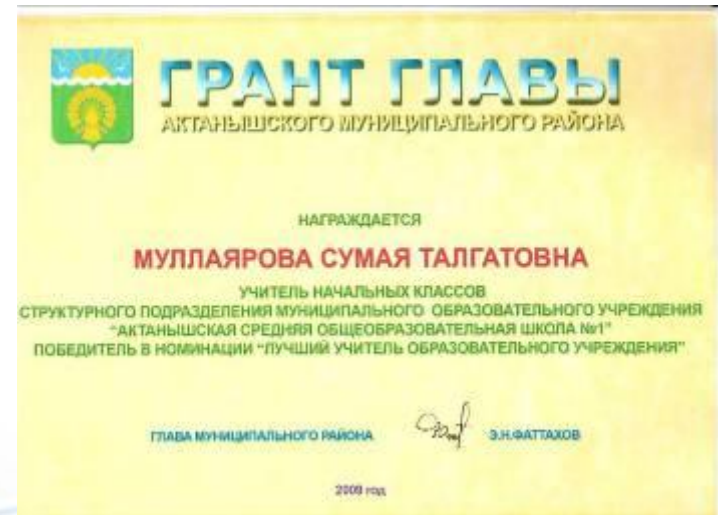 ГРАНТ ГЛАВЫ
АКТАНЫШСКОГО МУНИЦИПАЛЬНОГО РАЙОНА
НАГРАЖДАЕТСЯ
МУЛЛАЯРОВА СУМАЯ ТАЛГАТОВНА
УЧИТЕЛЬ НАЧАЛЬНЫХ КЛАССОВ
СТРУКТУРНОГО ПОДРАЗДЕЛЕНИЯ МУНИЦИПАЛЬНОГО ОБРАЗОВАТЕЛЬНОГО УЧРЕЖДЕНИЯ
"АКТАНЫШСКАЯ СРЕДНЯЯ ОБЩЕОБРАЗОВАТЕЛЬНАЯ ШКОЛА №1"
ПОБЕДИТЕЛЬ В НОМИНАЦИИ "ЛУЧШИЙ УЧИТЕЛЬ ОБРАЗОВАТЕЛЬНОГО УЧРЕЖДЕНИЯ"
ГЛАВА МУНИЦИПАЛЬНОГО РАЙОНА Э.Н.ФАТТАХОВ
2009 год